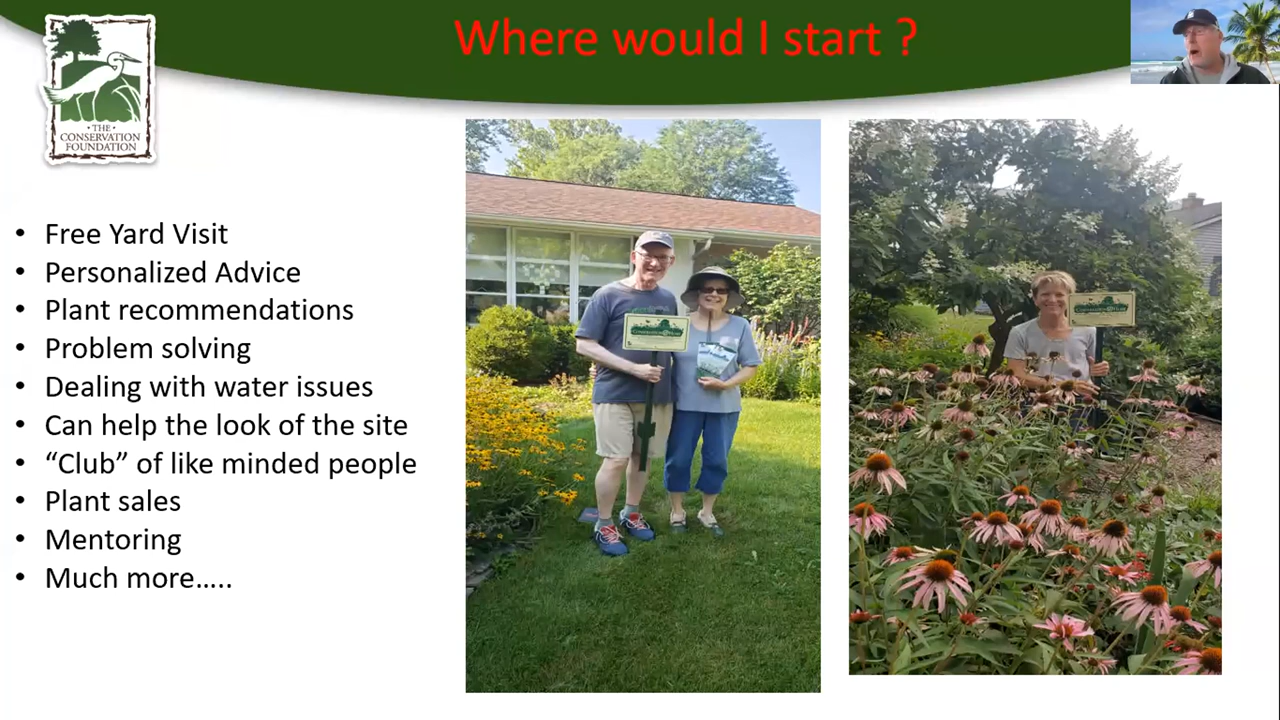 Where would I start ?
• THE •
CONSERVATION
FOUNDATION
• Free Yard Visit
• Personalized Advice
• Plant recommendations
• Problem solving
• Dealing with water issues
• Can help the look of the site
• “Club” of like minded people
• Plant sales
• Mentoring
• Much more…..